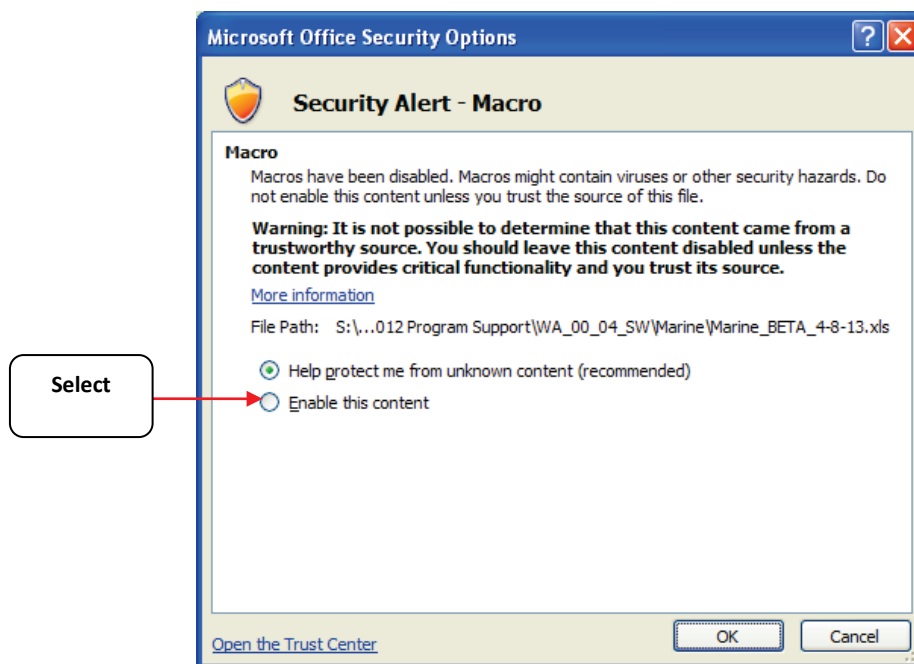 Microsoft Office Security Options
Security Alert - Macro
Macro
Macros have been disabled. Macros might contain viruses or other security hazards. Do
not enable this content unless you trust the source of this file.
Warning: It is not possible to determine that this content came from a
trustworthy source. You should leave this content disabled unless the
content provides critical functionality and you trust its source.
More information
File Path: S:\...012 Program Support\WA_00_04_SW\Marine\Marine_BETA_4-8-13.xls
Help protect me from unknown content (recommended)
Select
Enable this content
Open the Trust Center
OK
Cancel